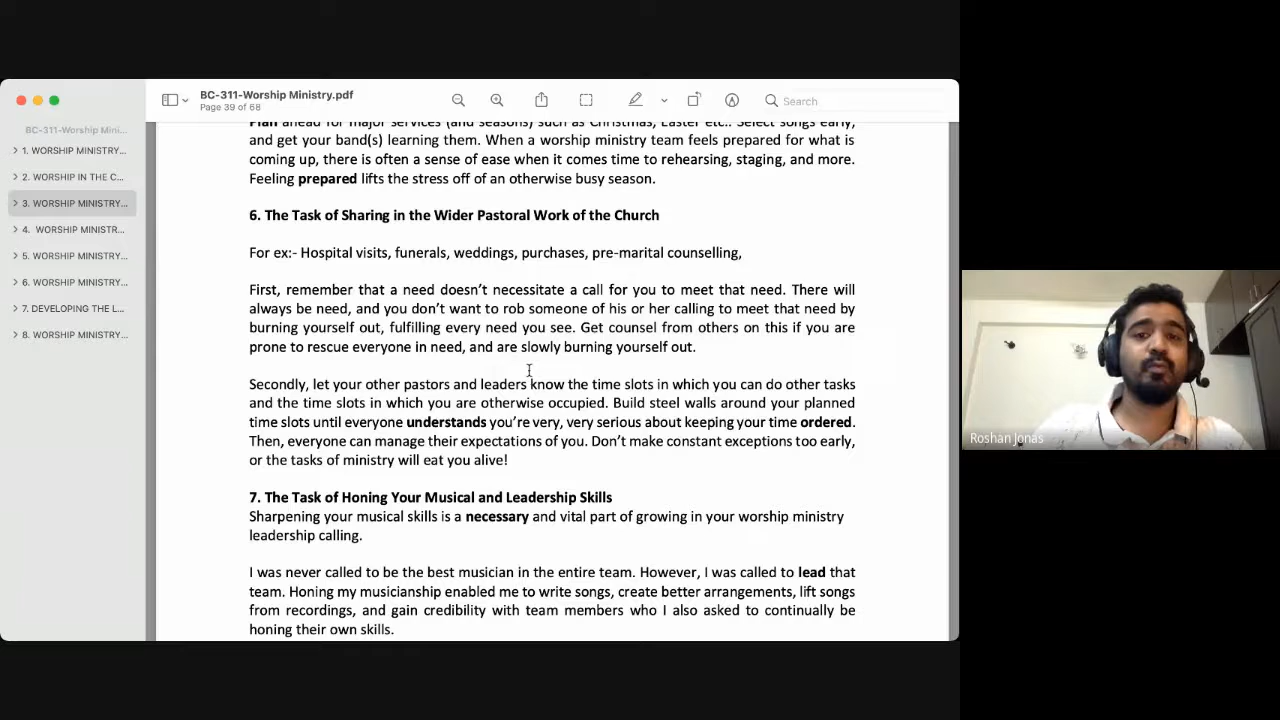 BC-311-Worship Ministry.pdf
Page 39 of 68
Search
BC-311-Worship Mini...
1. WORSHIP MINISTRY...
2. WORSHIP IN THE C...
3. WORSHIP MINISTRY...
4. WORSHIP MINISTR...
5. WORSHIP MINISTRY...
6. WORSHIP MINISTRY...
7. DEVELOPING THE L...
8. WORSHIP MINISTRY...
Plan ahead for major services (and seasons) such as Christmas, Easter etc.. Select songs early,
and get your band(s) learning them. When a worship ministry team feels prepared for what is
coming up, there is often a sense of ease when it comes time to rehearsing, staging, and more.
Feeling prepared lifts the stress off of an otherwise busy season.
6. The Task of Sharing in the Wider Pastoral Work of the Church
For ex:- Hospital visits, funerals, weddings, purchases, pre-marital counselling,
First, remember that a need doesn't necessitate a call for you to meet that need. There will
always be need, and you don't want to rob someone of his or her calling to meet that need by
burning yourself out, fulfilling every need you see. Get counsel from others on this if you are
prone to rescue everyone in need, and are slowly burning yourself out.
Secondly, let your other pastors and leaders know the time slots in which you can do other tasks
and the time slots in which you are otherwise occupied. Build steel walls around your planned
time slots until everyone understands you're very, very serious about keeping your time ordered.
Then, everyone can manage their expectations of you. Don't make constant exceptions too early,
or the tasks of ministry will eat you alive!
7. The Task of Honing Your Musical and Leadership Skills
Sharpening your musical skills is a necessary and vital part of growing in your worship ministry
leadership calling.
I was never called to be the best musician in the entire team. However, I was called to lead that
team. Honing my musicianship enabled me to write songs, create better arrangements, lift songs
from recordings, and gain credibility with team members who I also asked to continually be
honing their own skills.
Roshan Jonas